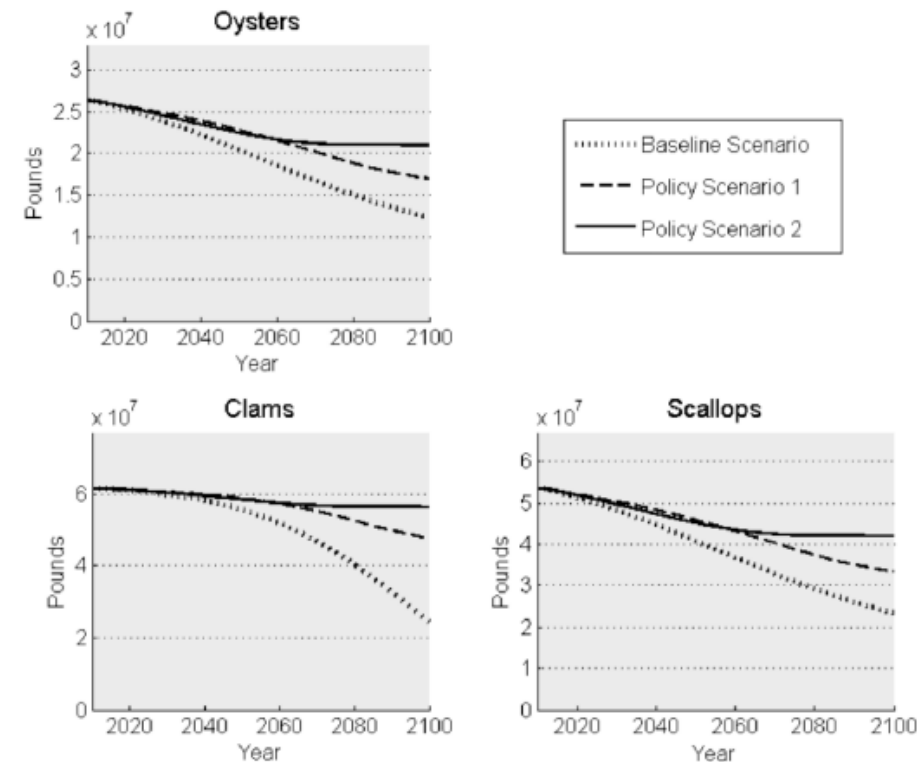 Oysters
x 10^7
3
2.5
2
1.5
1
0.5
0
Pounds
2020 2040 2060 2080 2100
Year
Baseline Scenario
Policy Scenario 1
Policy Scenario 2
Clams
x 10^7
6
4
2
0
Pounds
2020 2040 2060 2080 2100
Year
Scallops
x 10^7
6
5
4
3
2
1
0
Pounds
2020 2040 2060 2080 2100
Year